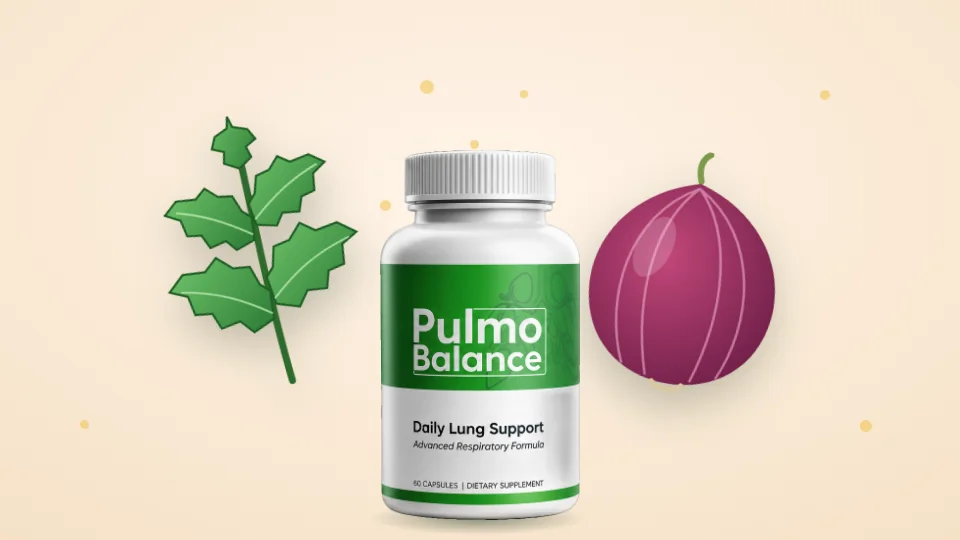 Pulmo
Balance
Daily Lung Support
Advanced Respiratory Formula
60 CAPSULES | DIETARY SUPPLEMENT